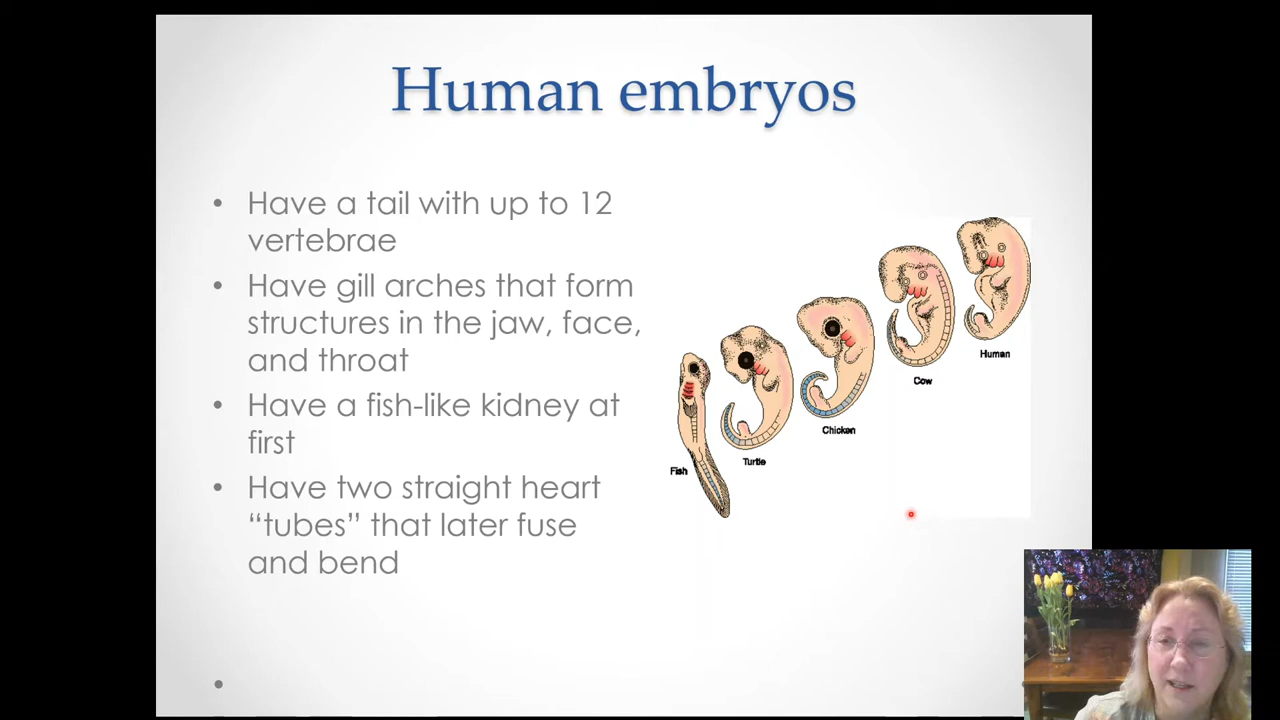 Human embryos
• Have a tail with up to 12
vertebrae
• Have gill arches that form
structures in the jaw, face,
and throat
• Have a fish-like kidney at
first
• Have two straight heart
“tubes” that later fuse
and bend
•
Fish
Turtle
Chicken
Cow
Human